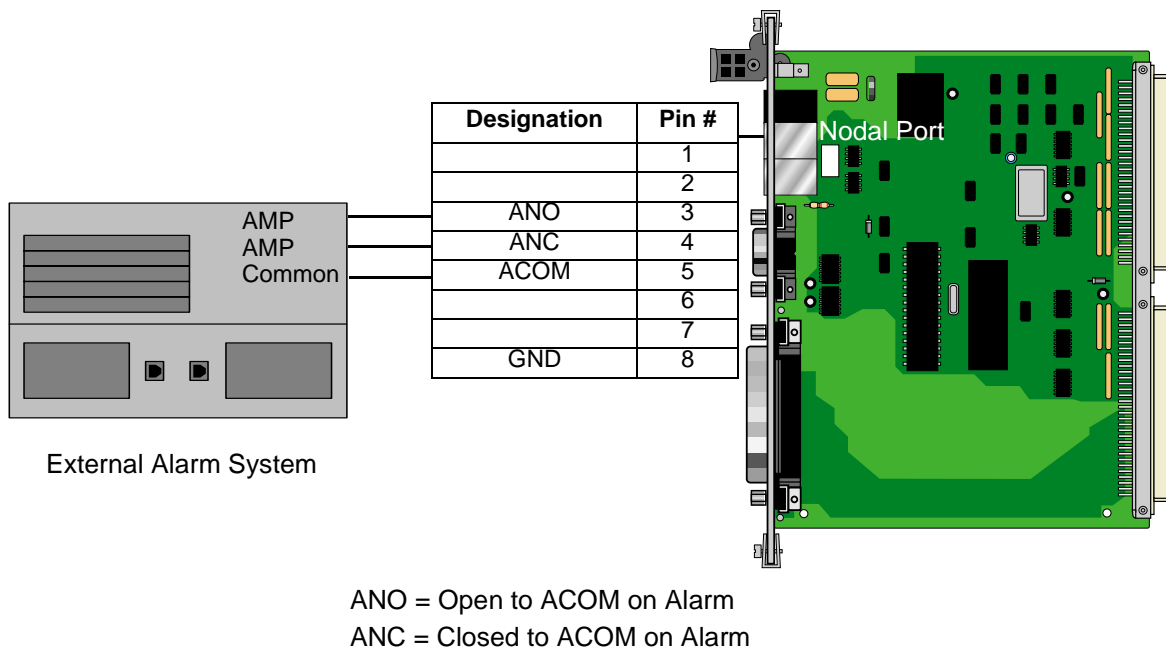 Designation Pin #
1
2
ANO 3
ANC 4
ACOM 5
6
7
GND 8
Nodal Port
AMP
AMP
Common
External Alarm System
ANO = Open to ACOM on Alarm
ANC = Closed to ACOM on Alarm